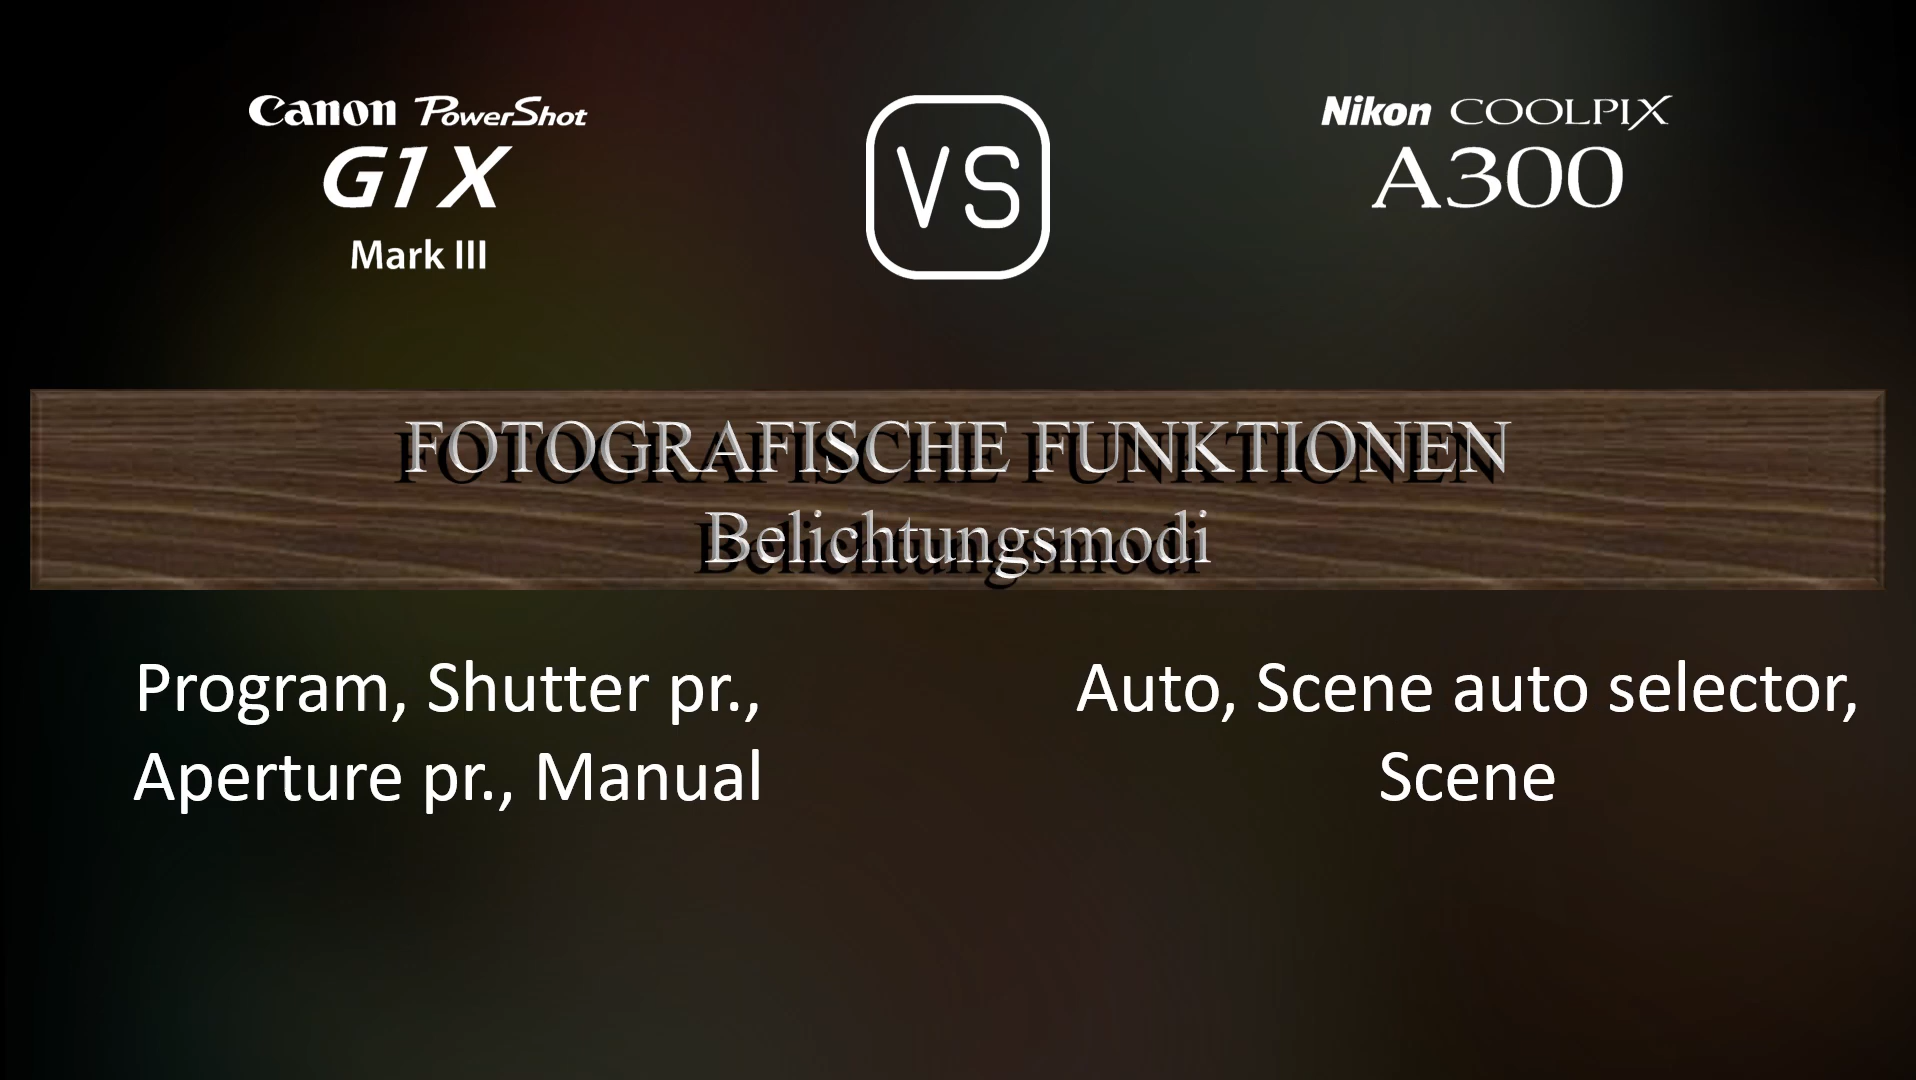 Canon PowerShot
G1 X
Mark III
VS
Nikon COOLPIX
A300
FOTOGRAFISCHE FUNKTIONEN
Belichtungsmodi
Program, Shutter pr.,
Aperture pr., Manual
Auto, Scene auto selector,
Scene